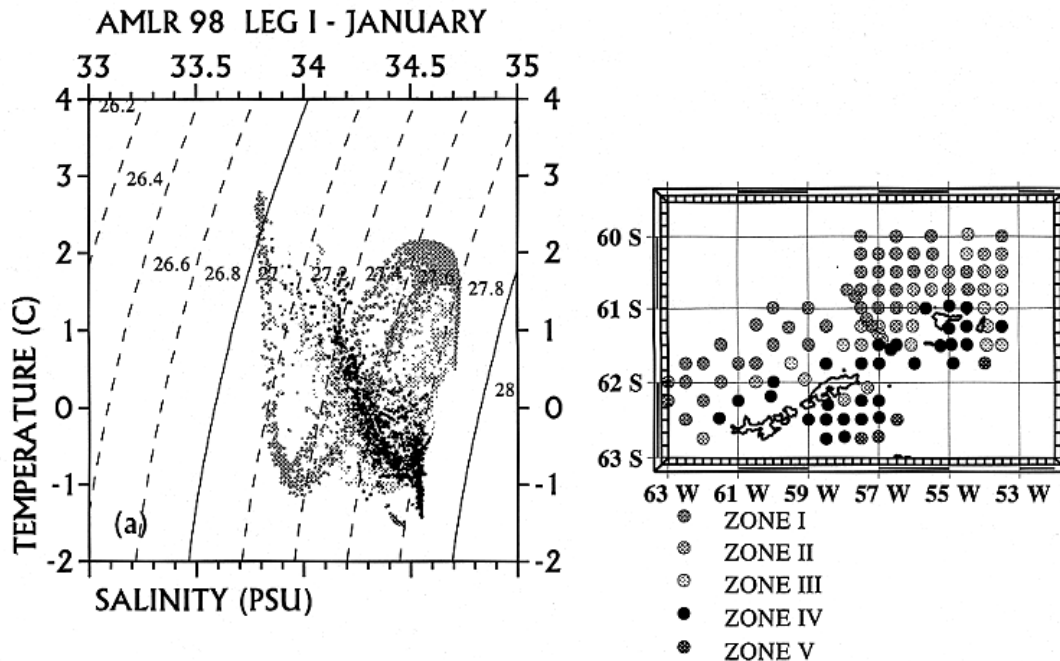 AMLR 98 LEG I - JANUARY
33 33.5 34 34.5 35
4 4
26.2
3 3
26.4
2 2
26.6 26.8 27 27.2 27.4 27.6 27.8
1 1
0 0
28
-1 -1
(a)
-2 -2
TEMPERATURE (C)
SALINITY (PSU)
60 S
61 S
62 S
63 S
63 W 61 W 59 W 57 W 55 W 53 W
ZONE I
ZONE II
ZONE III
ZONE IV
ZONE V